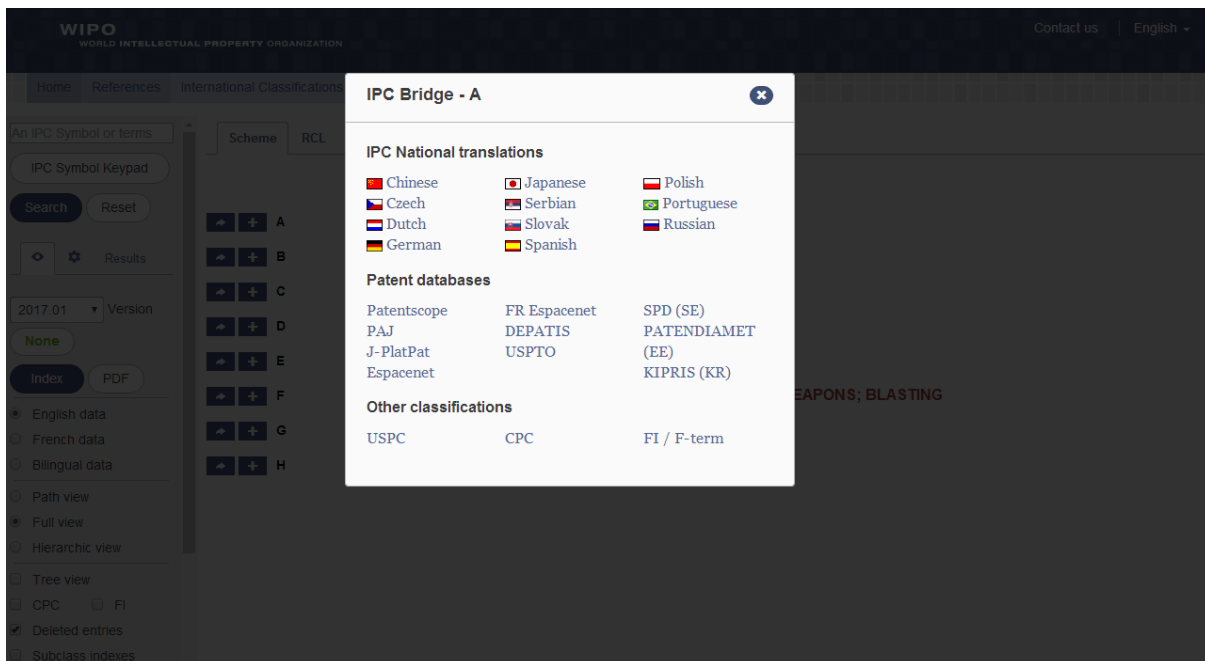 WIPO
WORLD INTELLECTUAL PROPERTY ORGANIZATION
Contact us English
Home References International Classifications
An IPC Symbol or terms
IPC Symbol Keypad
Search Reset
Results
2017.01 Version
None
Index PDF
English data
French data
Bilingual data
Path view
Full view
Hierarchic view
Tree view
CPC FI
Deleted entries
Subclass indexes
Scheme RCL
A
B
C
D
E
F EAPONS; BLASTING
G
H
IPC Bridge - A
IPC National translations
Chinese Japanese Polish
Czech Serbian Portuguese
Dutch Slovak Russian
German Spanish
Patent databases
Patentscope FR Espacenet SPD (SE)
PAJ DEPATIS PATENDIAMET
J-PlatPat USPTO (EE)
Espacenet KIPRIS (KR)
Other classifications
USPC CPC FI / F-term